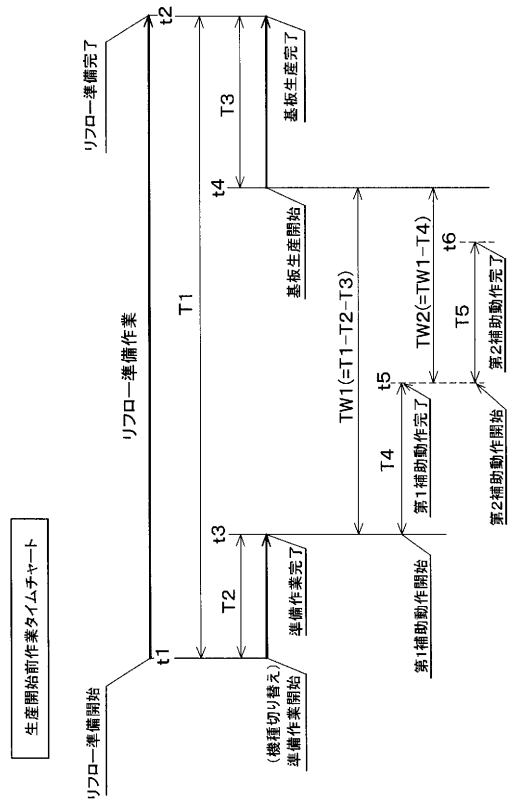 生産開始前作業タイムチャート
リフロー準備開始
リフロー準備完了
リフロー準備作業
t1
t2
T1
T2
t3
t4
T3
(機種切り替え)
準備作業開始
準備作業完了
基板生産開始
基板生産完了
TW1(=T1-T2-T3)
T4
t5
TW2(=TW1-T4)
第1補助動作開始
第1補助動作完了
T5
t6
第2補助動作開始
第2補助動作完了